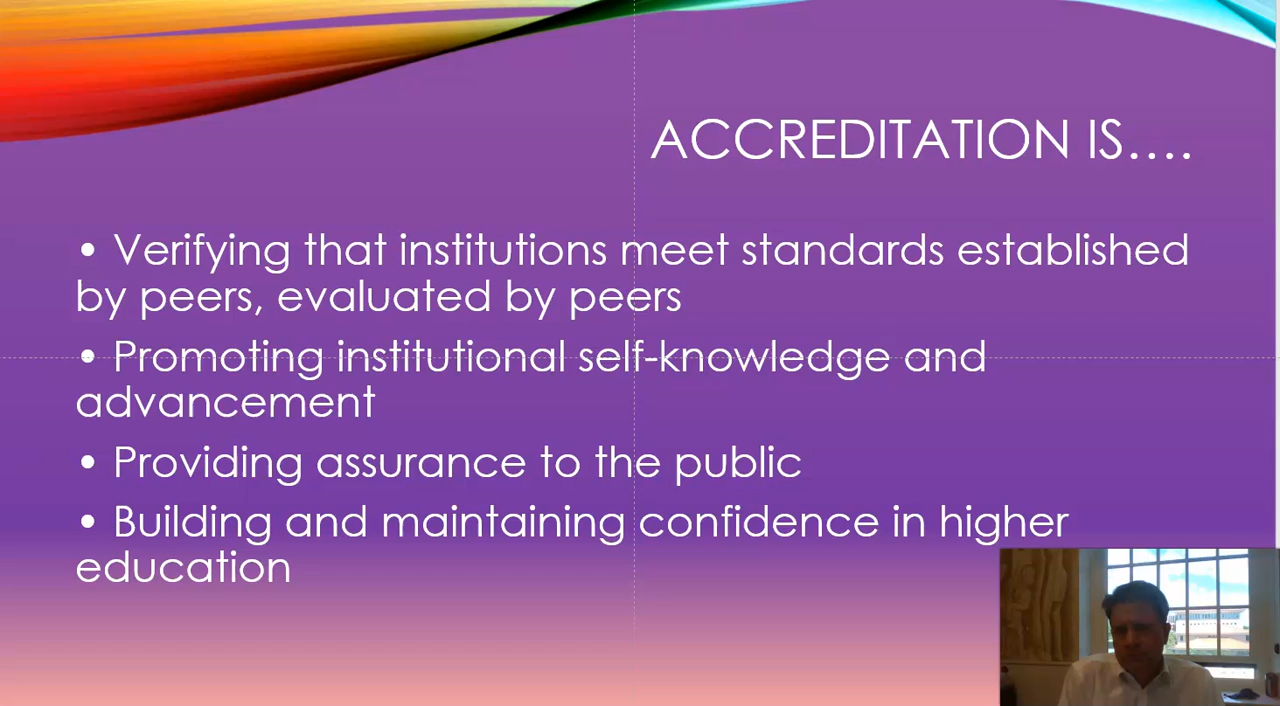 ACCREDITATION IS....
• Verifying that institutions meet standards established
by peers, evaluated by peers
• Promoting institutional self-knowledge and
advancement
• Providing assurance to the public
• Building and maintaining confidence in higher
education